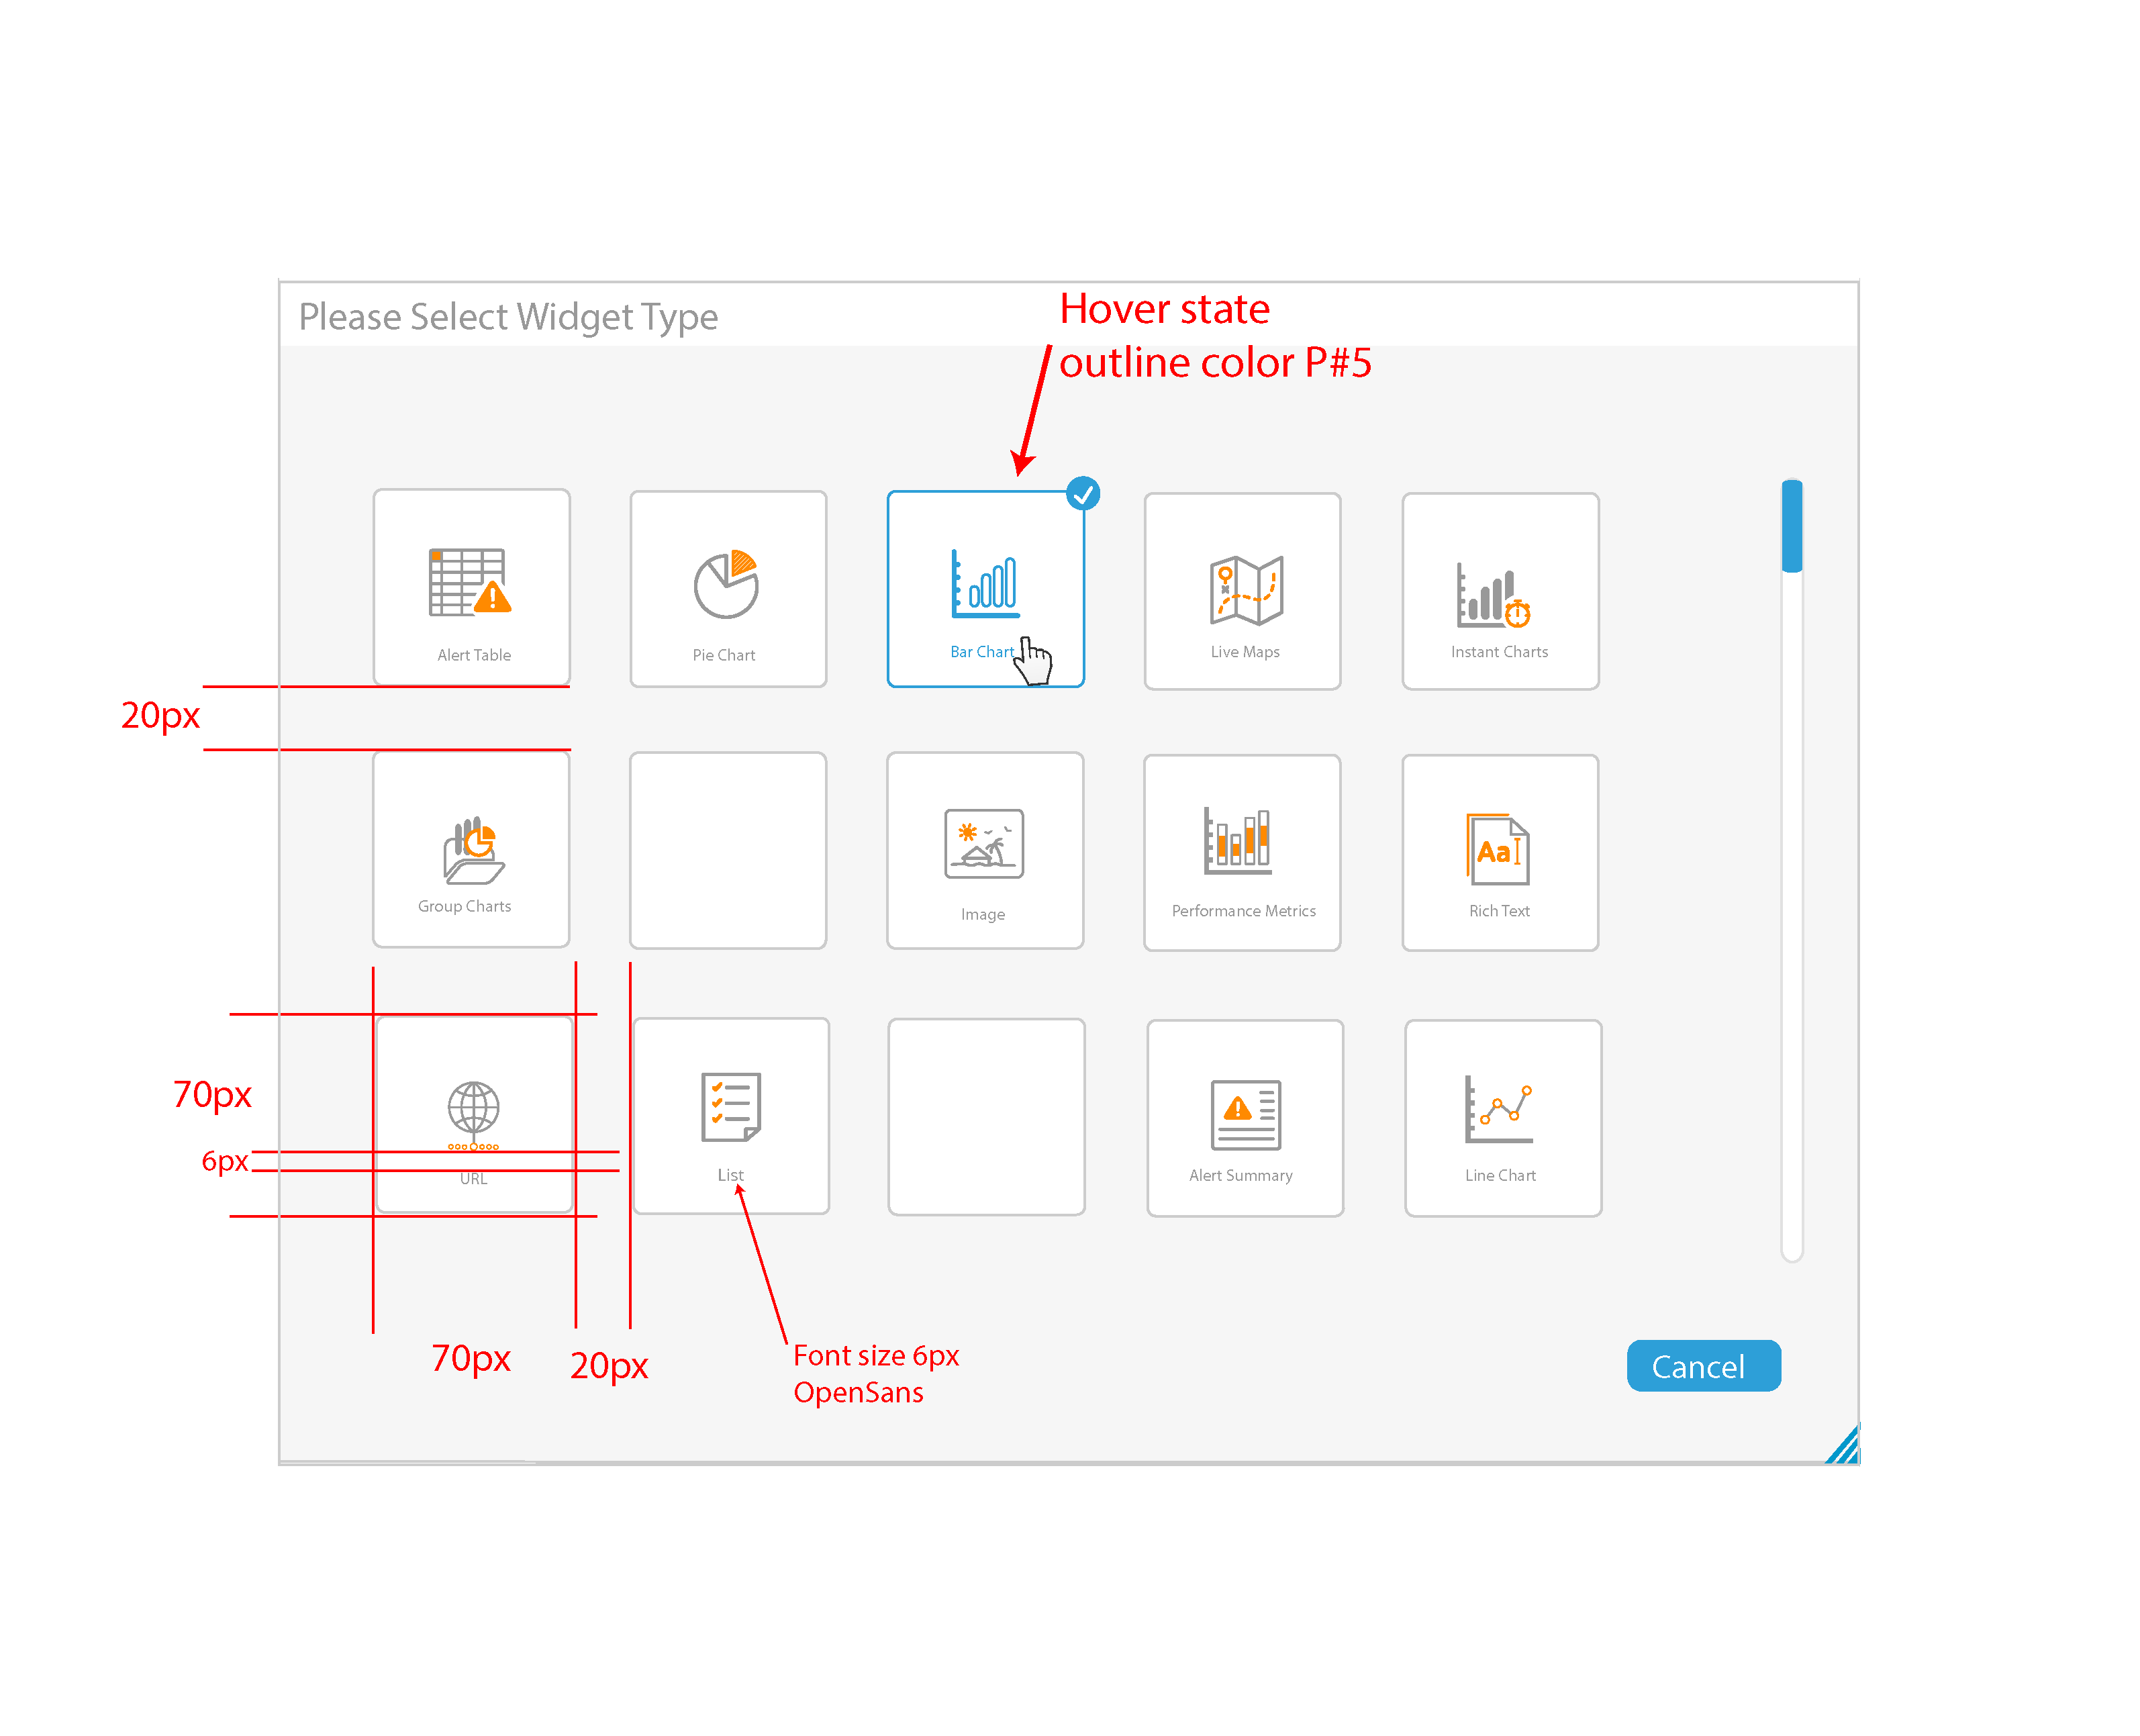 Please Select Widget Type
Hover state
outline color P#5
Alert Table
Pie Chart
Bar Chart
Live Maps
Instant Charts
20px
Group Charts
Image
Performance Metrics
Aa
Rich Text
70px
6px
URL
List
Alert Summary
Line Chart
70px
20px
Font size 6px
OpenSans
Cancel